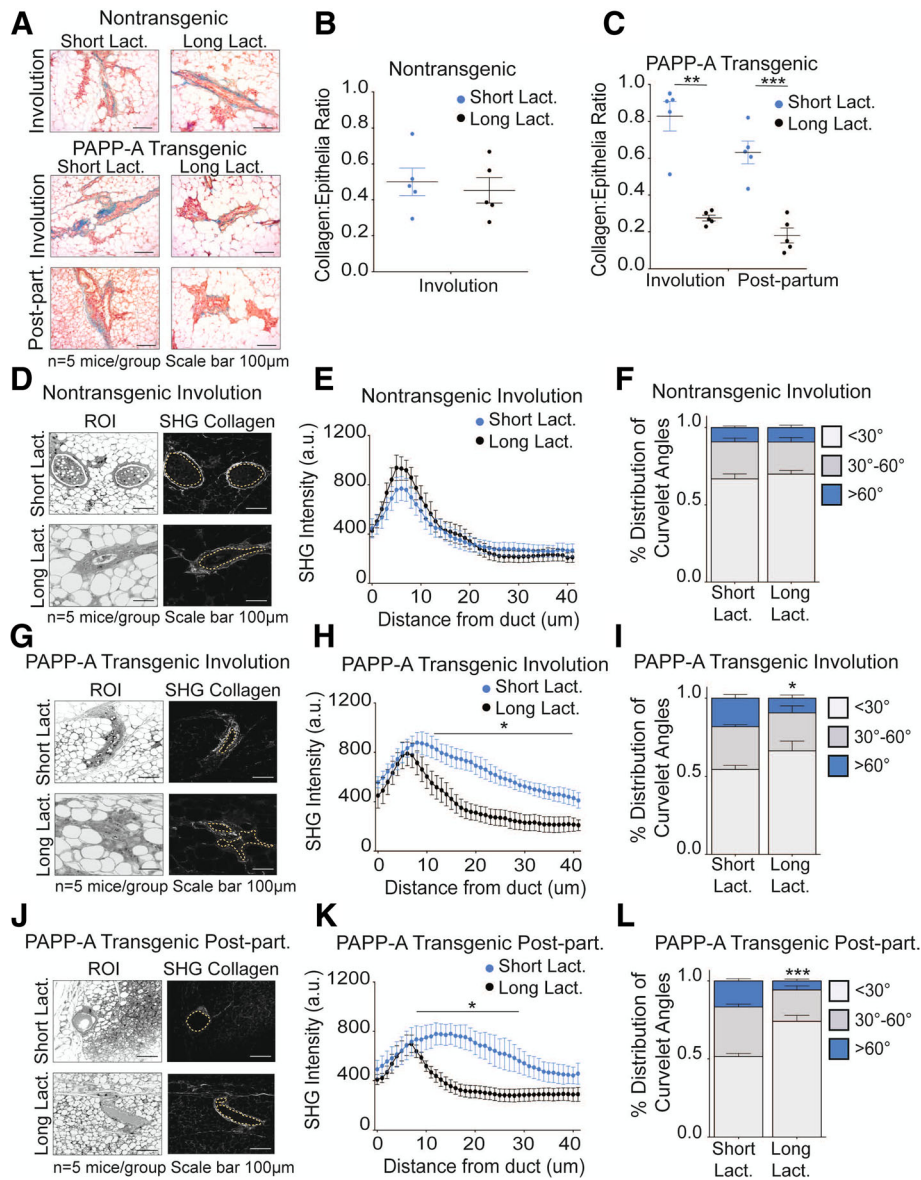 A
Nontransgenic
Short Lact. Long Lact.
Involution
PAPP-A Transgenic
Short Lact. Long Lact.
Involution
Post-part.
n=5 mice/group Scale bar 100µm
B
Nontransgenic
Short Lact.
Long Lact.
Collagen:Epithelia Ratio
1.0
0.8
0.6
0.4
0.2
0.0
Involution
C
PAPP-A Transgenic
** ***
Short Lact.
Long Lact.
Collagen:Epithelia Ratio
1.0
0.8
0.6
0.4
0.2
0.0
Involution Post-partum
D
Nontransgenic Involution
ROI SHG Collagen
Short Lact.
Long Lact.
n=5 mice/group Scale bar 100µm
E
Nontransgenic Involution
Short Lact.
Long Lact.
SHG Intensity (a.u.)
1200
800
400
0
0 10 20 30 40
Distance from duct (um)
F
Nontransgenic Involution
% Distribution of
Curvelet Angles
1.0
0.5
0.0
Short Lact.
Long Lact.
<30°
30°-60°
>60°
G
PAPP-A Transgenic Involution
ROI SHG Collagen
Short Lact.
Long Lact.
n=5 mice/group Scale bar 100µm
H
PAPP-A Transgenic Involution
Short Lact.
Long Lact.
*
SHG Intensity (a.u.)
1200
800
400
0
0 10 20 30 40
Distance from duct (um)
I
PAPP-A Transgenic Involution
*
% Distribution of
Curvelet Angles
1.0
0.5
0.0
Short Lact.
Long Lact.
<30°
30°-60°
>60°
J
PAPP-A Transgenic Post-part.
ROI SHG Collagen
Short Lact.
Long Lact.
n=5 mice/group Scale bar 100µm
K
PAPP-A Transgenic Post-part.
Short Lact.
Long Lact.
*
SHG Intensity (a.u.)
1200
800
400
0
0 10 20 30 40
Distance from duct (um)
L
PAPP-A Transgenic Post-part.
***
% Distribution of
Curvelet Angles
1.0
0.5
0.0
Short Lact.
Long Lact.
<30°
30°-60°
>60°